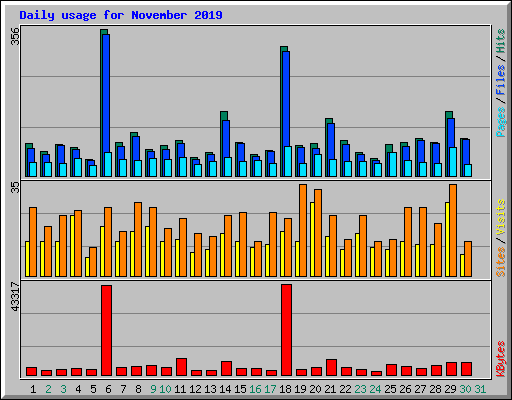 Daily usage for November 2019
356
Pages / Files / Hits
35
Sites / Visits
43317
KBytes
1 2 3 4 5 6 7 8 9 10 11 12 13 14 15 16 17 18 19 20 21 22 23 24 25 26 27 28 29 30 31